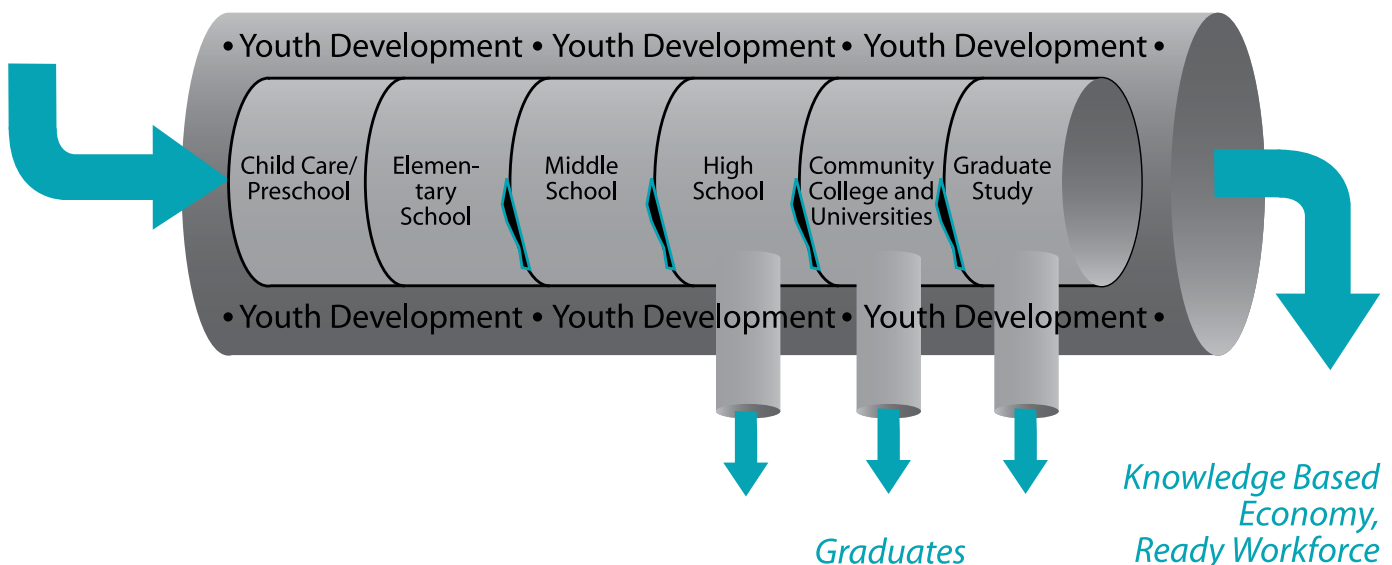 • Youth Development • Youth Development • Youth Development •
Child Care/
Preschool
Elemen-
tary
School
Middle
School
High
School
Community
College and
Universities
Graduate
Study
• Youth Development • Youth Development • Youth Development •
Graduates
Knowledge Based
Economy,
Ready Workforce